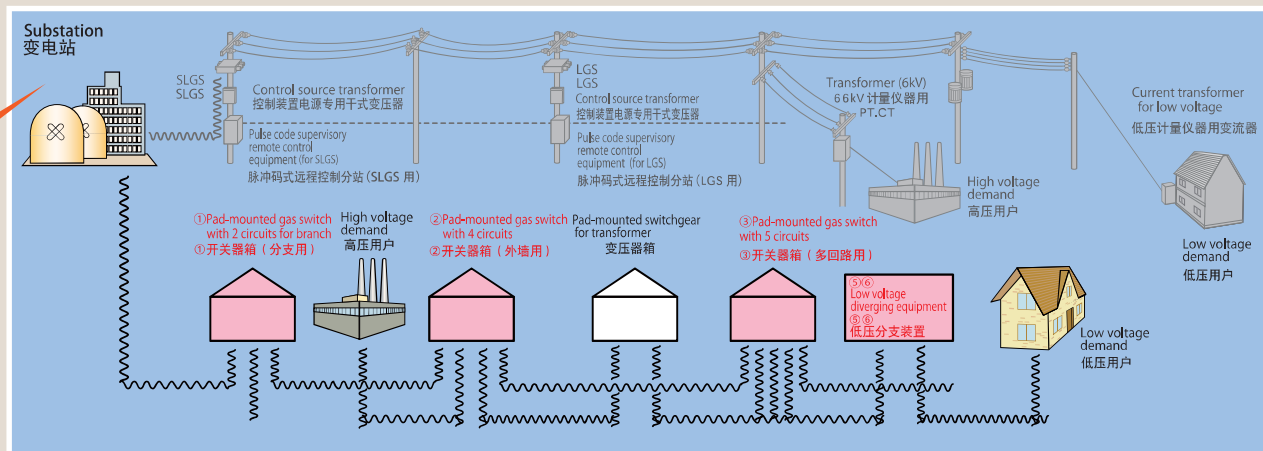 Substation
变电站
SLGS
SLGS
Control source transformer
控制装置电源专用干式变压器
Pulse code supervisory
remote control
equipment (for SLGS)
脉冲码式远程控制分站 (SLGS 用)
LGS
LGS
Control source transformer
控制装置电源专用干式变压器
Pulse code supervisory
remote control
equipment (for LGS)
脉冲码式远程控制分站 (LGS 用)
Transformer (6kV)
66kV 计量仪器用
PT.CT
Current transformer
for low voltage
低压计量仪器用变流器
High voltage
demand
高压用户
Low voltage
demand
低压用户
①Pad-mounted gas switch
with 2 circuits for branch
①开关器箱 (分支用)
High voltage
demand
高压用户
②Pad-mounted gas switch
with 4 circuits
②开关器箱 (外墙用)
Pad-mounted switchgear
for transformer
变压器箱
③Pad-mounted gas switch
with 5 circuits
③开关器箱 (多回路用)
⑤⑥
Low voltage
diverging equipment
⑤⑥
低压分支装置
Low voltage
demand
低压用户